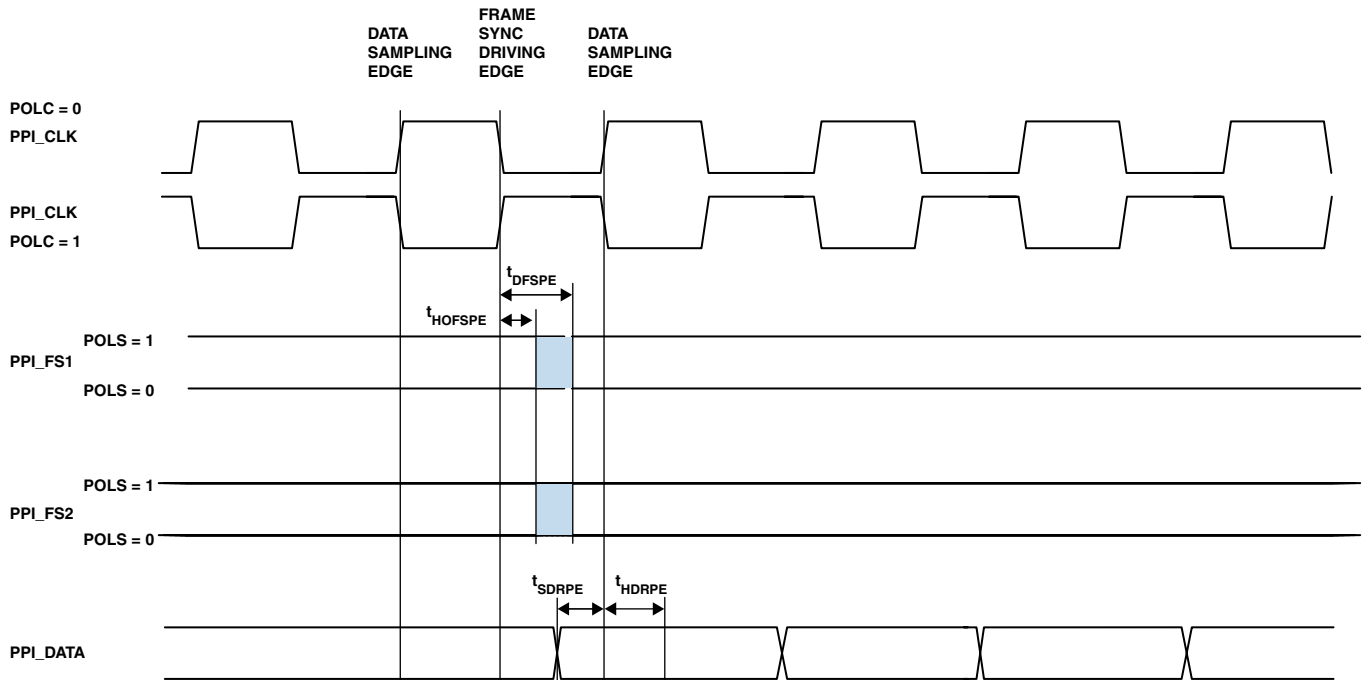 DATA
SAMPLING
EDGE
FRAME
SYNC
DRIVING
EDGE
DATA
SAMPLING
EDGE
POLC = 0
PPI_CLK
PPI_CLK
POLC = 1
tDFSPE
tHOFSPE
POLS = 1
PPI_FS1
POLS = 0
POLS = 1
PPI_FS2
POLS = 0
tSDRPE
tHDRPE
PPI_DATA